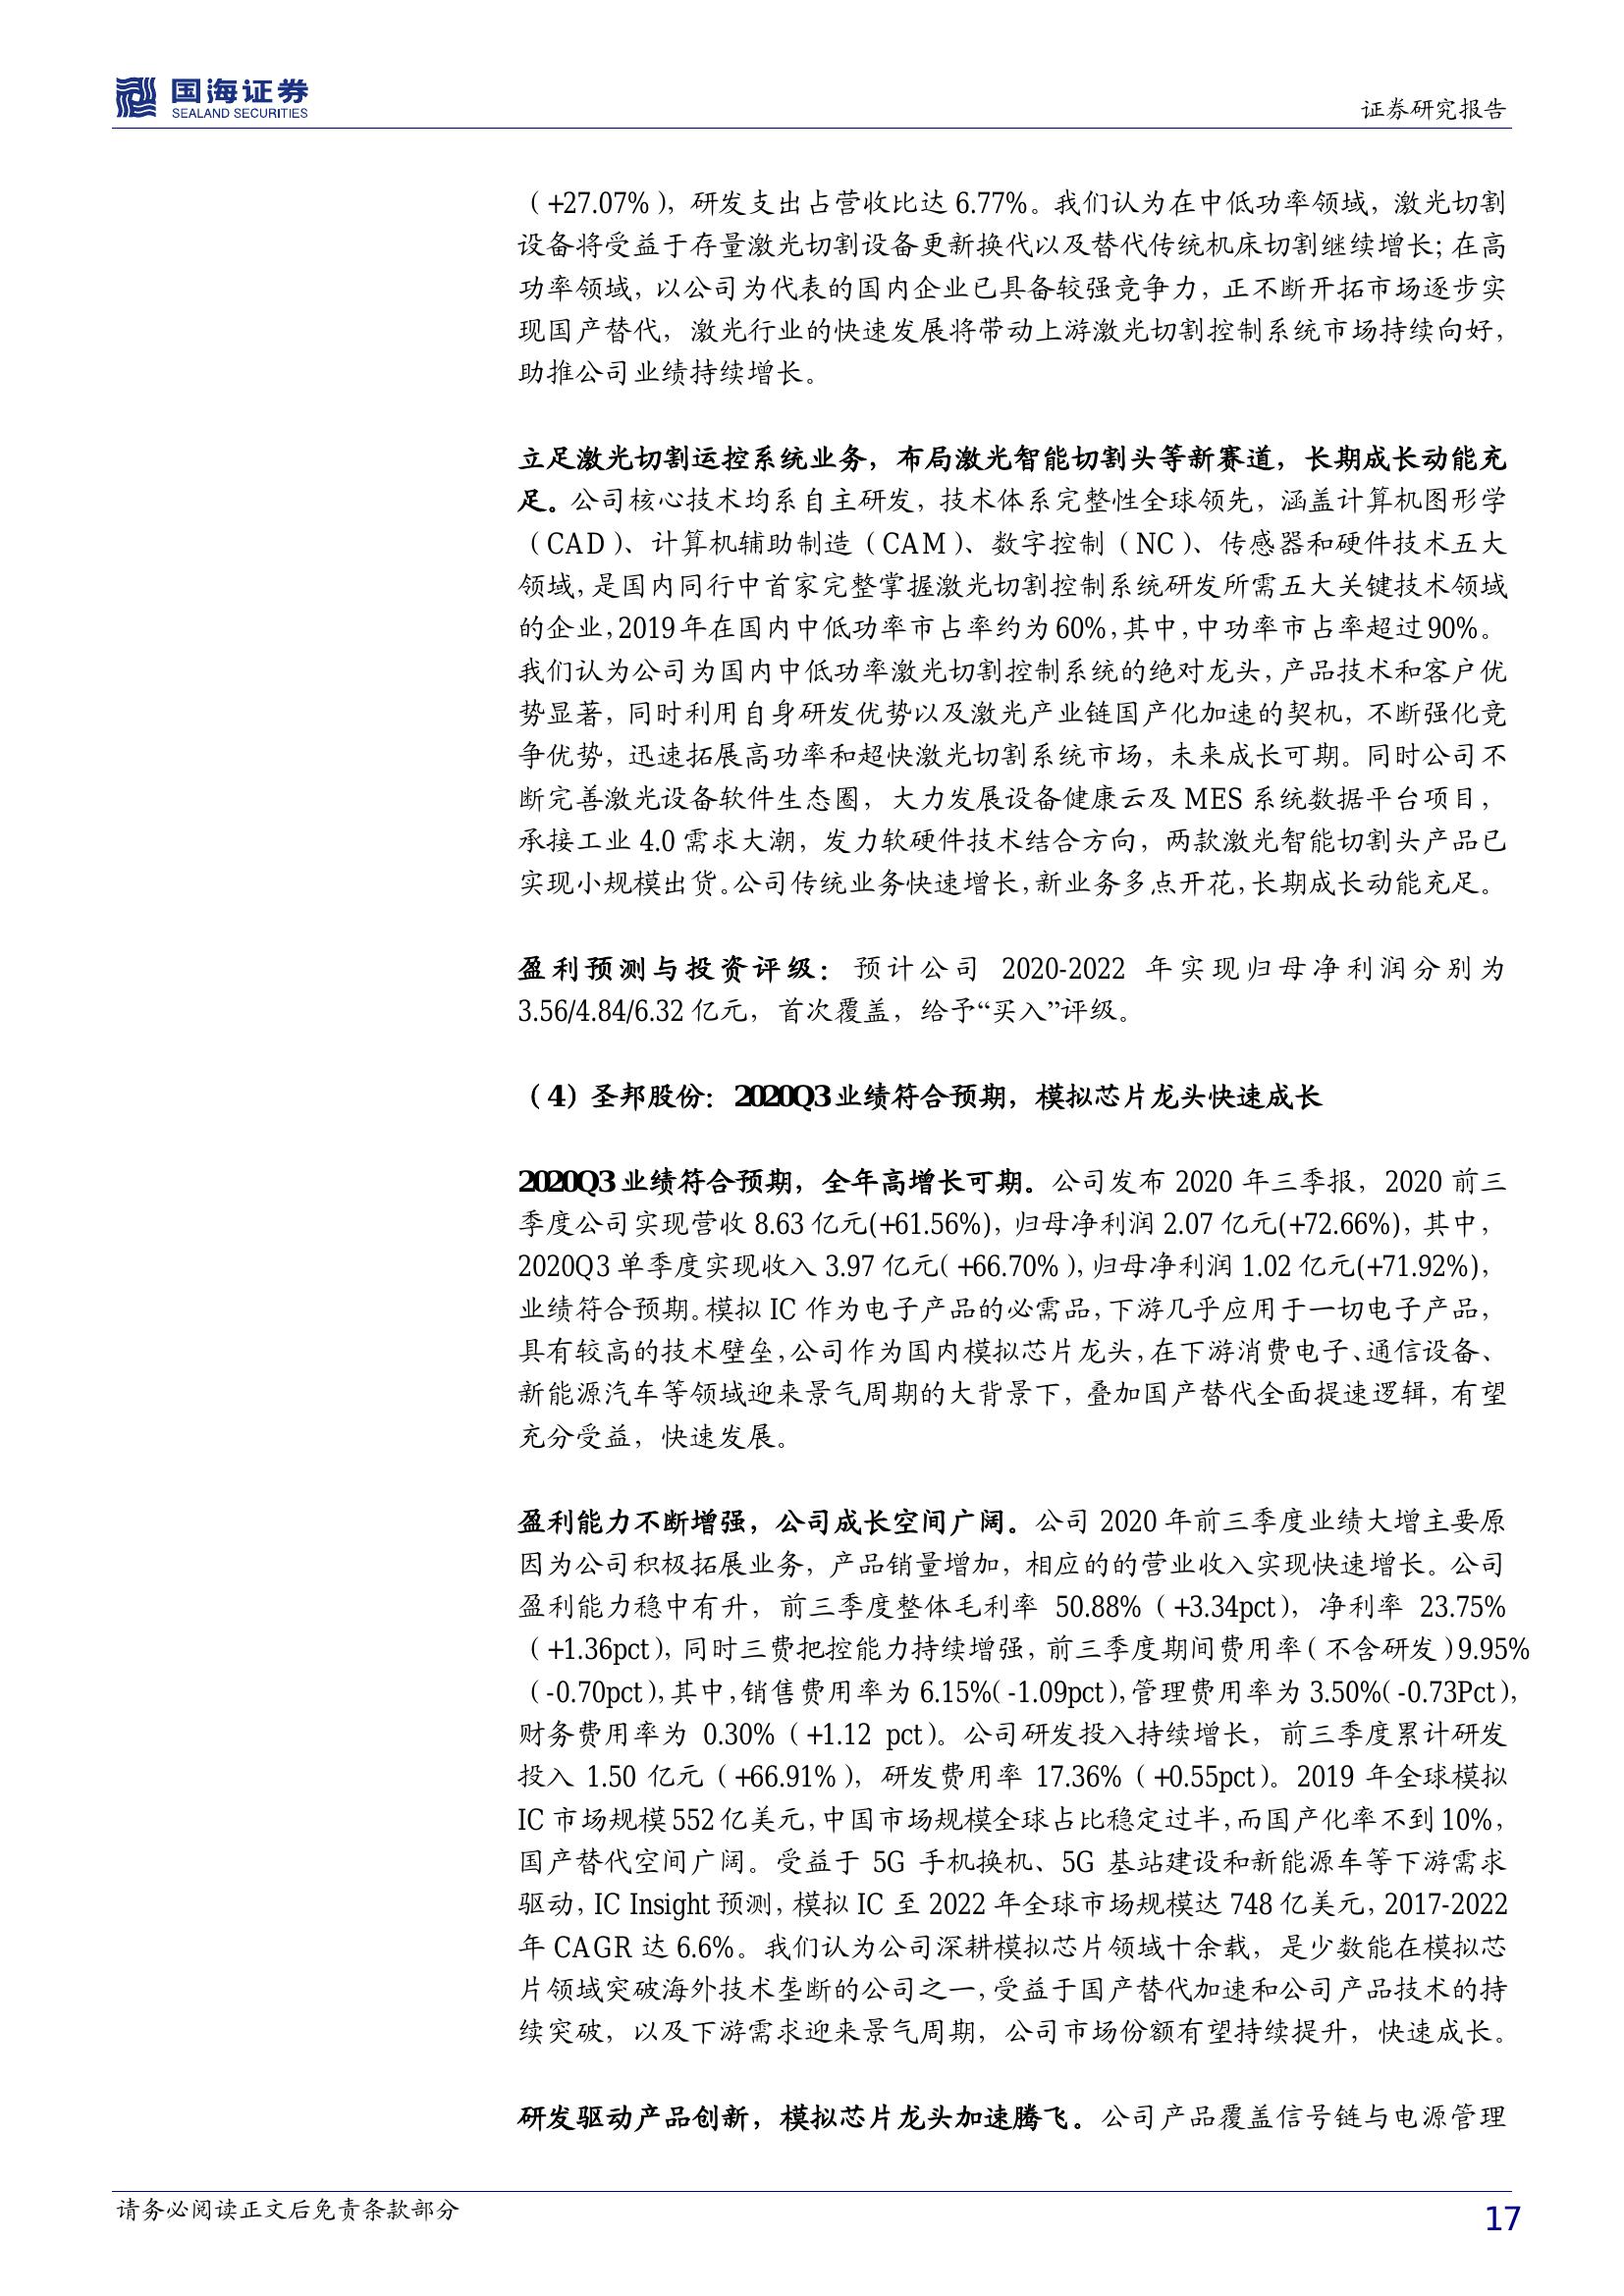 国海证券
SEALAND SECURITIES
证券研究报告
（+27.07%），研发支出占营收比达 6.77%。我们认为在中低功率领域，激光切割
设备将受益于存量激光切割设备更新换代以及替代传统机床切割继续增长；在高
功率领域，以公司为代表的国内企业已具备较强竞争力，正不断开拓市场逐步实
现国产替代，激光行业的快速发展将带动上游激光切割控制系统市场持续向好，
助推公司业绩持续增长。
立足激光切割运控系统业务，布局激光智能切割头等新赛道，长期成长动能充
足。公司核心技术均系自主研发，技术体系完整性全球领先，涵盖计算机图形学
（CAD）、计算机辅助制造（CAM）、数字控制（NC）、传感器和硬件技术五大
领域，是国内同行中首家完整掌握激光切割控制系统研发所需五大关键技术领域
的企业，2019 年在国内中低功率市占率约为 60%，其中，中功率市占率超过 90%。
我们认为公司为国内中低功率激光切割控制系统的绝对龙头，产品技术和客户优
势显著，同时利用自身研发优势以及激光产业链国产化加速的契机，不断强化竞
争优势，迅速拓展高功率和超快激光切割系统市场，未来成长可期。同时公司不
断完善激光设备软件生态圈，大力发展设备健康云及 MES 系统数据平台项目，
承接工业 4.0 需求大潮，发力软硬件技术结合方向，两款激光智能切割头产品已
实现小规模出货。公司传统业务快速增长，新业务多点开花，长期成长动能充足。
盈利预测与投资评级：预计公司 2020-2022 年实现归母净利润分别为
3.56/4.84/6.32 亿元，首次覆盖，给予“买入”评级。
（4）圣邦股份：2020Q3 业绩符合预期，模拟芯片龙头快速成长
2020Q3 业绩符合预期，全年高增长可期。公司发布 2020 年三季报，2020 前三
季度公司实现营收 8.63 亿元(+61.56%)，归母净利润 2.07 亿元(+72.66%)，其中，
2020Q3 单季度实现收入 3.97 亿元（+66.70%），归母净利润 1.02 亿元(+71.92%)，
业绩符合预期。模拟 IC 作为电子产品的必需品，下游几乎应用于一切电子产品，
具有较高的技术壁垒，公司作为国内模拟芯片龙头，在下游消费电子、通信设备、
新能源汽车等领域迎来景气周期的大背景下，叠加国产替代全面提速逻辑，有望
充分受益，快速发展。
盈利能力不断增强，公司成长空间广阔。公司 2020 年前三季度业绩大增主要原
因为公司积极拓展业务，产品销量增加，相应的的营业收入实现快速增长。公司
盈利能力稳中有升，前三季度整体毛利率 50.88%（+3.34pct），净利率 23.75%
（+1.36pct），同时三费把控能力持续增强，前三季度期间费用率（不含研发）9.95%
（-0.70pct），其中，销售费用率为 6.15%（-1.09pct），管理费用率为 3.50%（-0.73Pct），
财务费用率为 0.30%（+1.12 pct）。公司研发投入持续增长，前三季度累计研发
投入 1.50 亿元（+66.91%），研发费用率 17.36%（+0.55pct）。2019 年全球模拟
IC 市场规模 552 亿美元，中国市场规模全球占比稳定过半，而国产化率不到 10%，
国产替代空间广阔。受益于 5G 手机换机、5G 基站建设和新能源车等下游需求
驱动，IC Insight 预测，模拟 IC 至 2022 年全球市场规模达 748 亿美元，2017-2022
年 CAGR 达 6.6%。我们认为公司深耕模拟芯片领域十余载，是少数能在模拟芯
片领域突破海外技术垄断的公司之一，受益于国产替代加速和公司产品技术的持
续突破，以及下游需求迎来景气周期，公司市场份额有望持续提升，快速成长。
研发驱动产品创新，模拟芯片龙头加速腾飞。公司产品覆盖信号链与电源管理
请务必阅读正文后免责条款部分
17